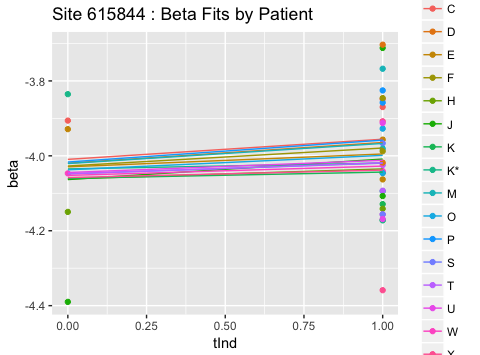 Site 615844 : Beta Fits by Patient
beta
-3.8
-4.0
-4.2
-4.4
0.00
0.25
0.50
0.75
1.00
tInd
C
D
E
F
H
J
K
K*
M
O
P
S
T
U
W
Y